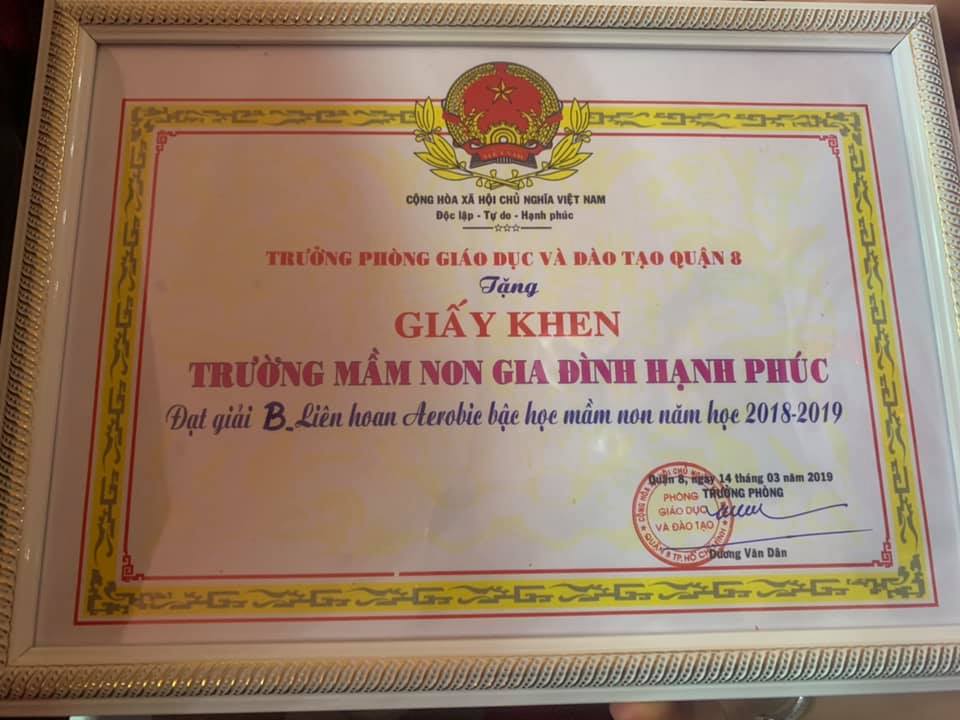 CỘNG HÒA XÃ HỘI CHỦ NGHĨA VIỆT NAM
Độc lập - Tự do - Hạnh phúc
TRƯỞNG PHÒNG GIÁO DỤC VÀ ĐÀO TẠO QUẬN 8
Tặng
GIẤY KHEN
TRƯỜNG MẦM NON GIA ĐÌNH HẠNH PHÚC
Đạt giải B_ Liên hoan Aerobic bậc học mầm non năm học 2018-2019
Quận 8, ngày 14 tháng 03 năm 2019
TRƯỞNG PHÒNG
PHÒNG
GIÁO DỤC
VÀ ĐÀO TẠO
Dương Văn Dân